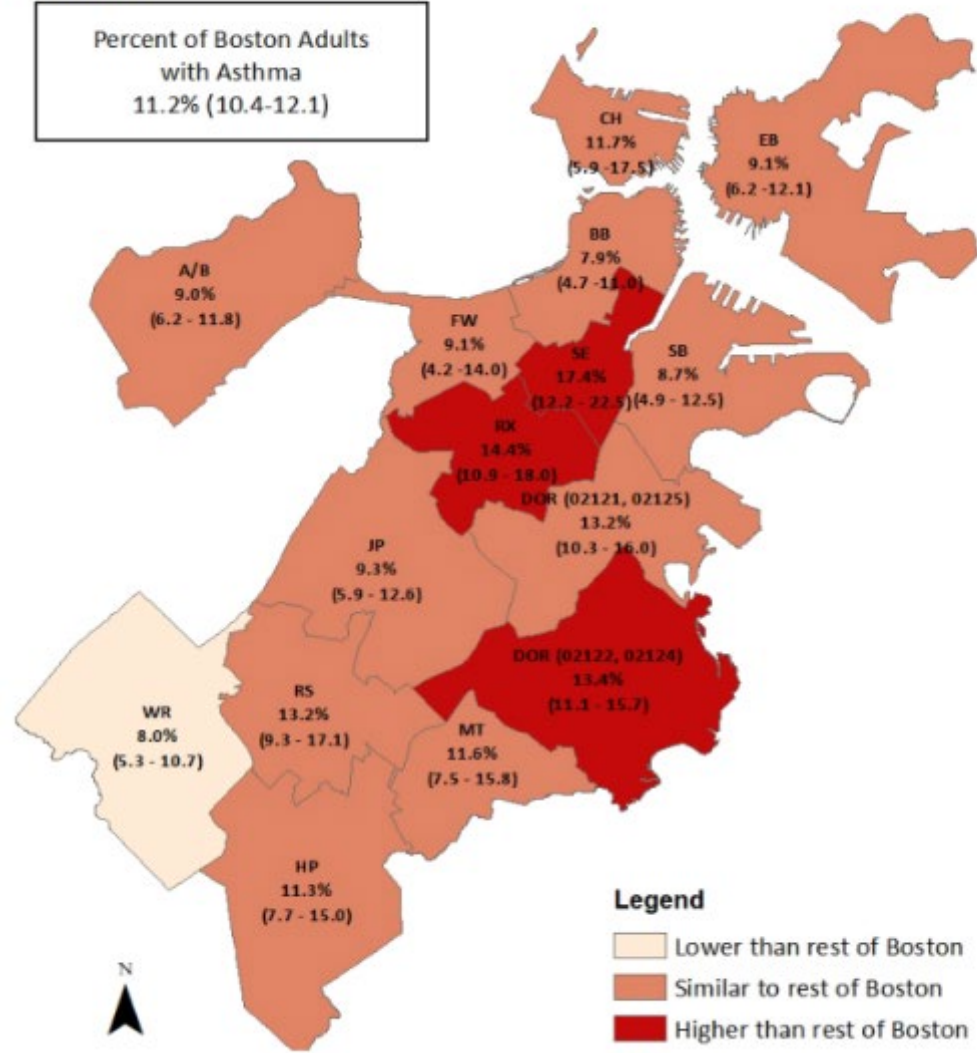 Percent of Boston Adults
with Asthma
11.2% (10.4-12.1)
CH
11.7%
(5.9 -17.5)
EB
9.1%
(6.2 -12.1)
BB
7.9%
(4.7 -11.0)
A/B
9.0%
(6.2 - 11.8)
FW
9.1%
(4.2 -14.0)
SE
17.4%
(12.2 - 22.5)
SB
8.7%
(4.9 - 12.5)
RX
14.4%
(10.9 - 18.0)
DOR (02121, 02125)
13.2%
(10.3 - 16.0)
JP
9.3%
(5.9 - 12.6)
DOR (02122, 02124)
13.4%
(11.1 - 15.7)
WR
8.0%
(5.3 - 10.7)
RS
13.2%
(9.3 - 17.1)
MT
11.6%
(7.5 - 15.8)
HP
11.3%
(7.7 - 15.0)
N
Legend
Lower than rest of Boston
Similar to rest of Boston
Higher than rest of Boston